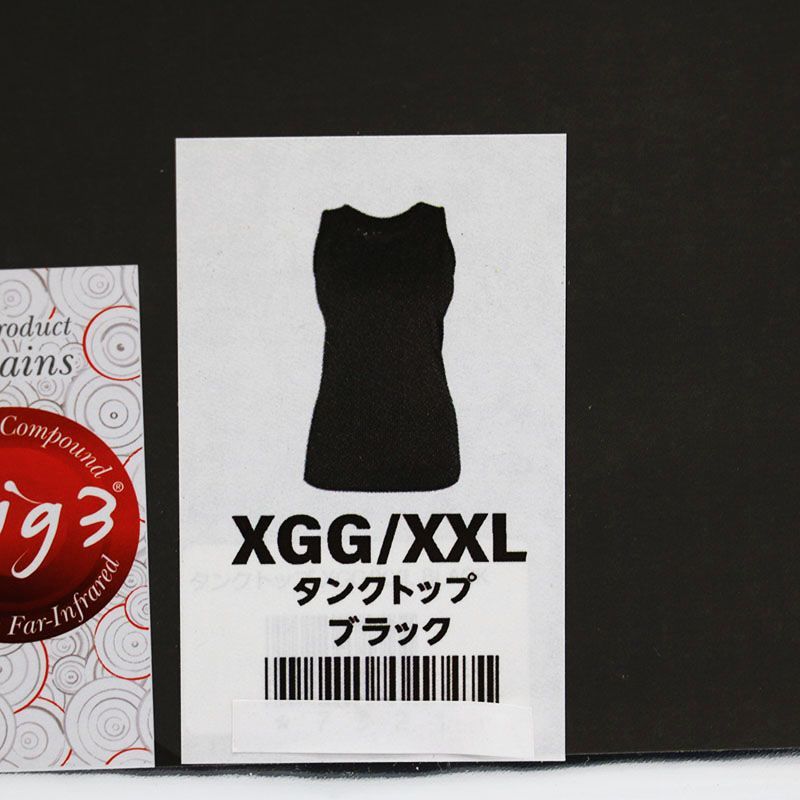 roduct
ains
Compound
ig3®
Far-Infrared
XGG/XXL
タンクトップ
ブラック